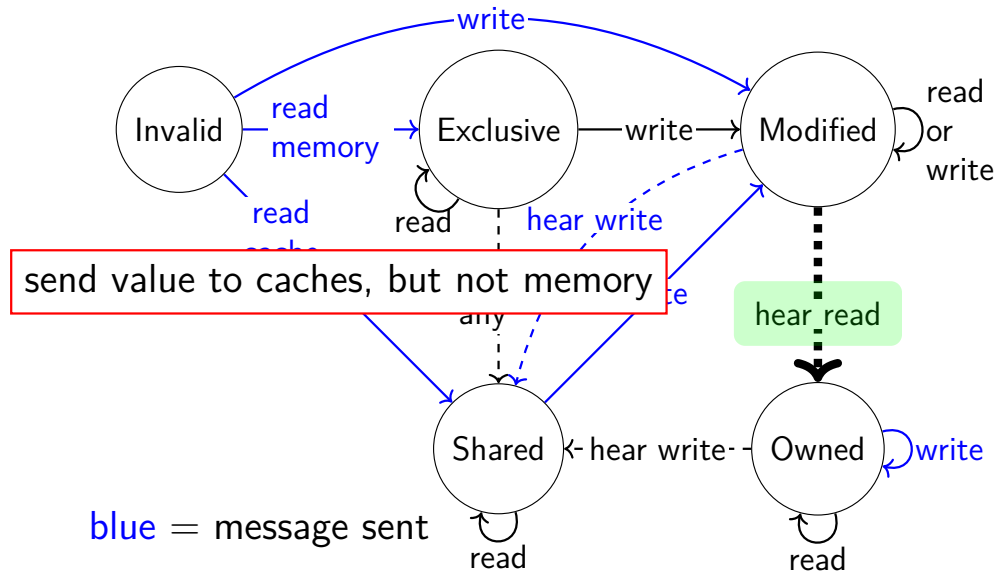 write
Invalid
read
memory
Exclusive
write
Modified
read
or
write
read
read
hear write
send value to caches, but not memory
any
hear read
Shared
hear write
Owned
write
blue = message sent
read
read